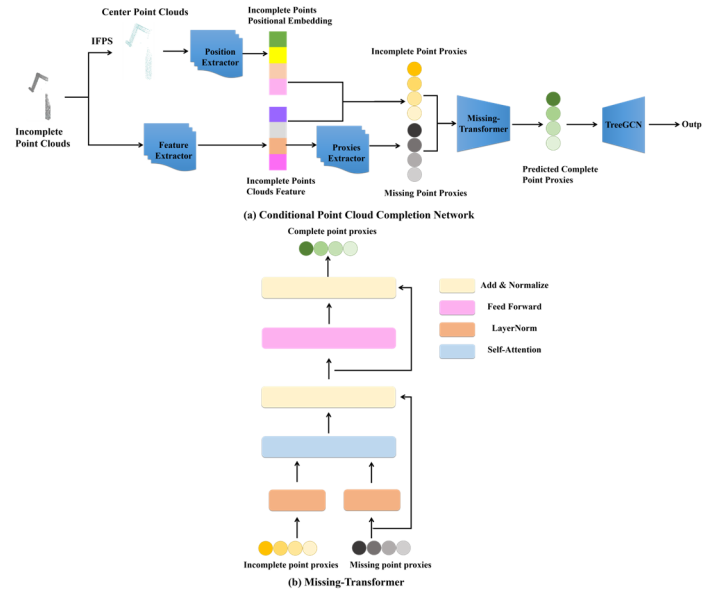 Center Point Clouds
Incomplete Points
Positional Embedding
IFPS
Position
Extractor
Incomplete Point Proxies
Incomplete
Point Clouds
Feature
Extractor
Proxies
Extractor
Missing-
Transformer
TreeGCN
Outp
Incomplete Points
Clouds Feature
Missing Point Proxies
Predicted Complete
Point Proxies
(a) Conditional Point Cloud Completion Network
Complete point proxies
Add & Normalize
Feed Forward
LayerNorm
Self-Attention
Incomplete point proxies
Missing point proxies
(b) Missing-Transformer